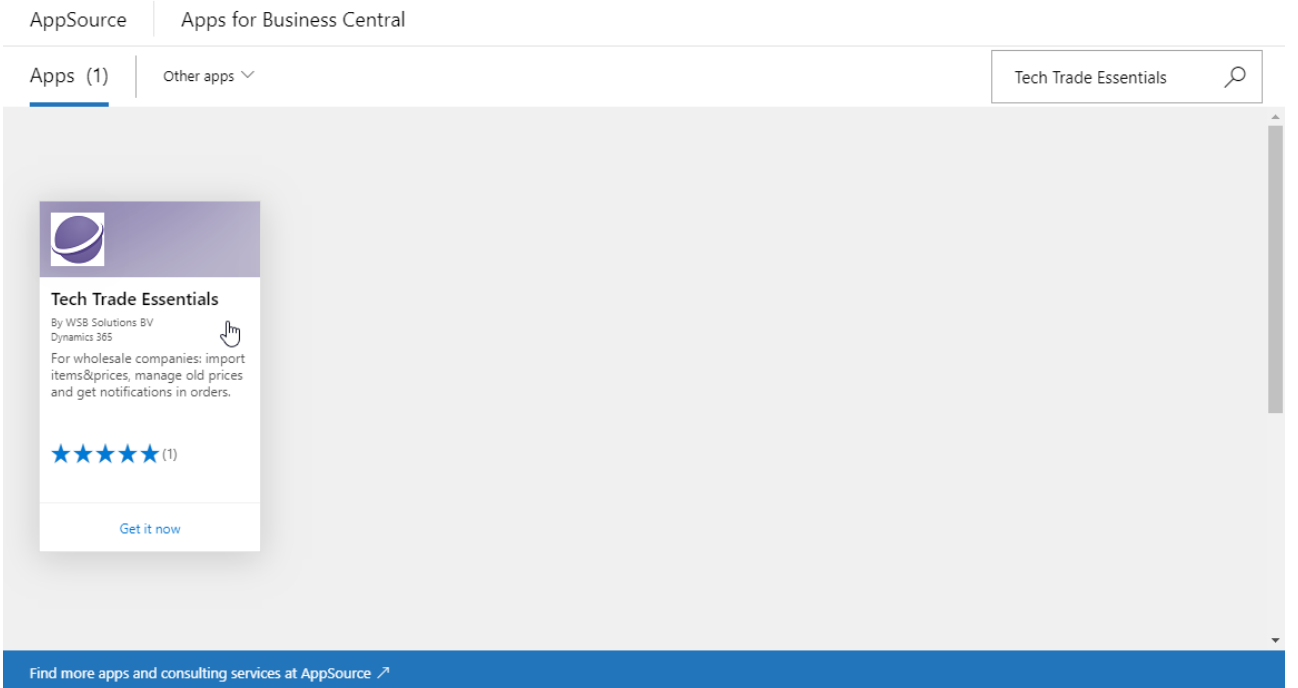 AppSource
Apps for Business Central
Apps (1)
Other apps
Tech Trade Essentials
Tech Trade Essentials
By WSB Solutions BV
Dynamics 365
For wholesale companies: import
items&prices, manage old prices
and get notifications in orders.
(1)
Get it now
Find more apps and consulting services at AppSource